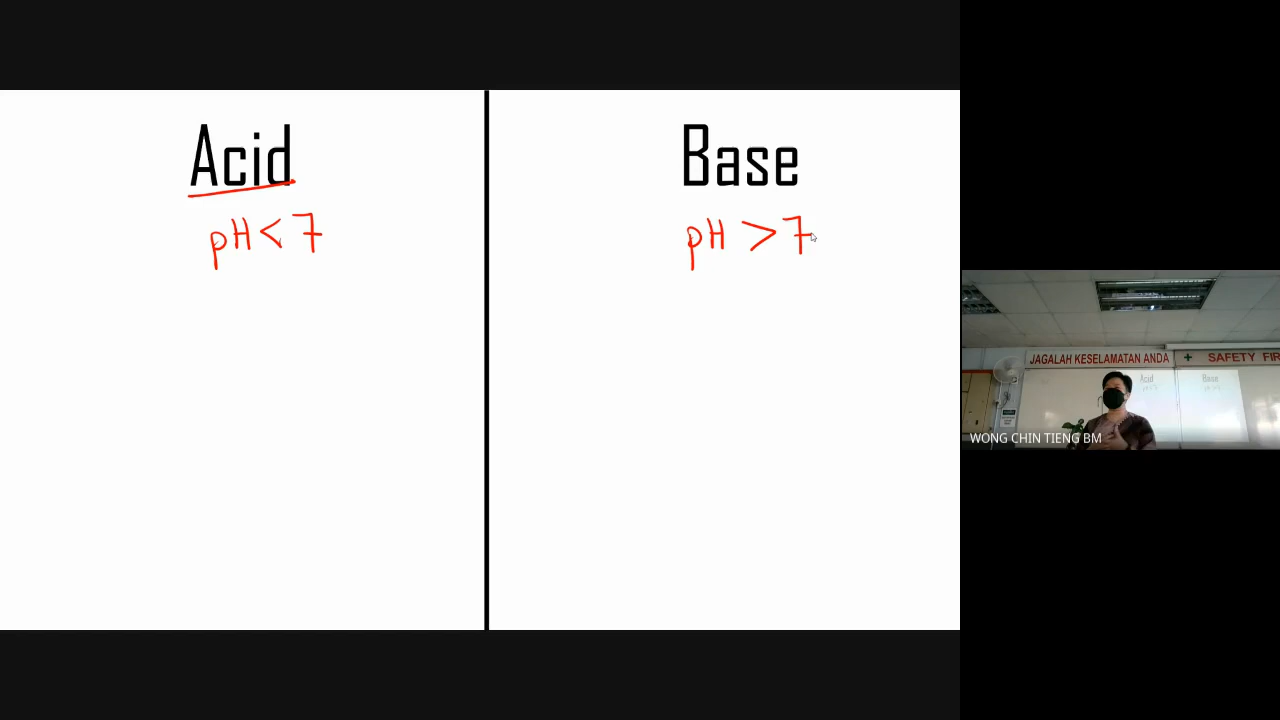 Acid
pH < 7
Base
pH > 7
JAGALAH KESELAMATAN ANDA
+ SAFETY FIR
Acid
Base
WONG CHIN TIENG BM